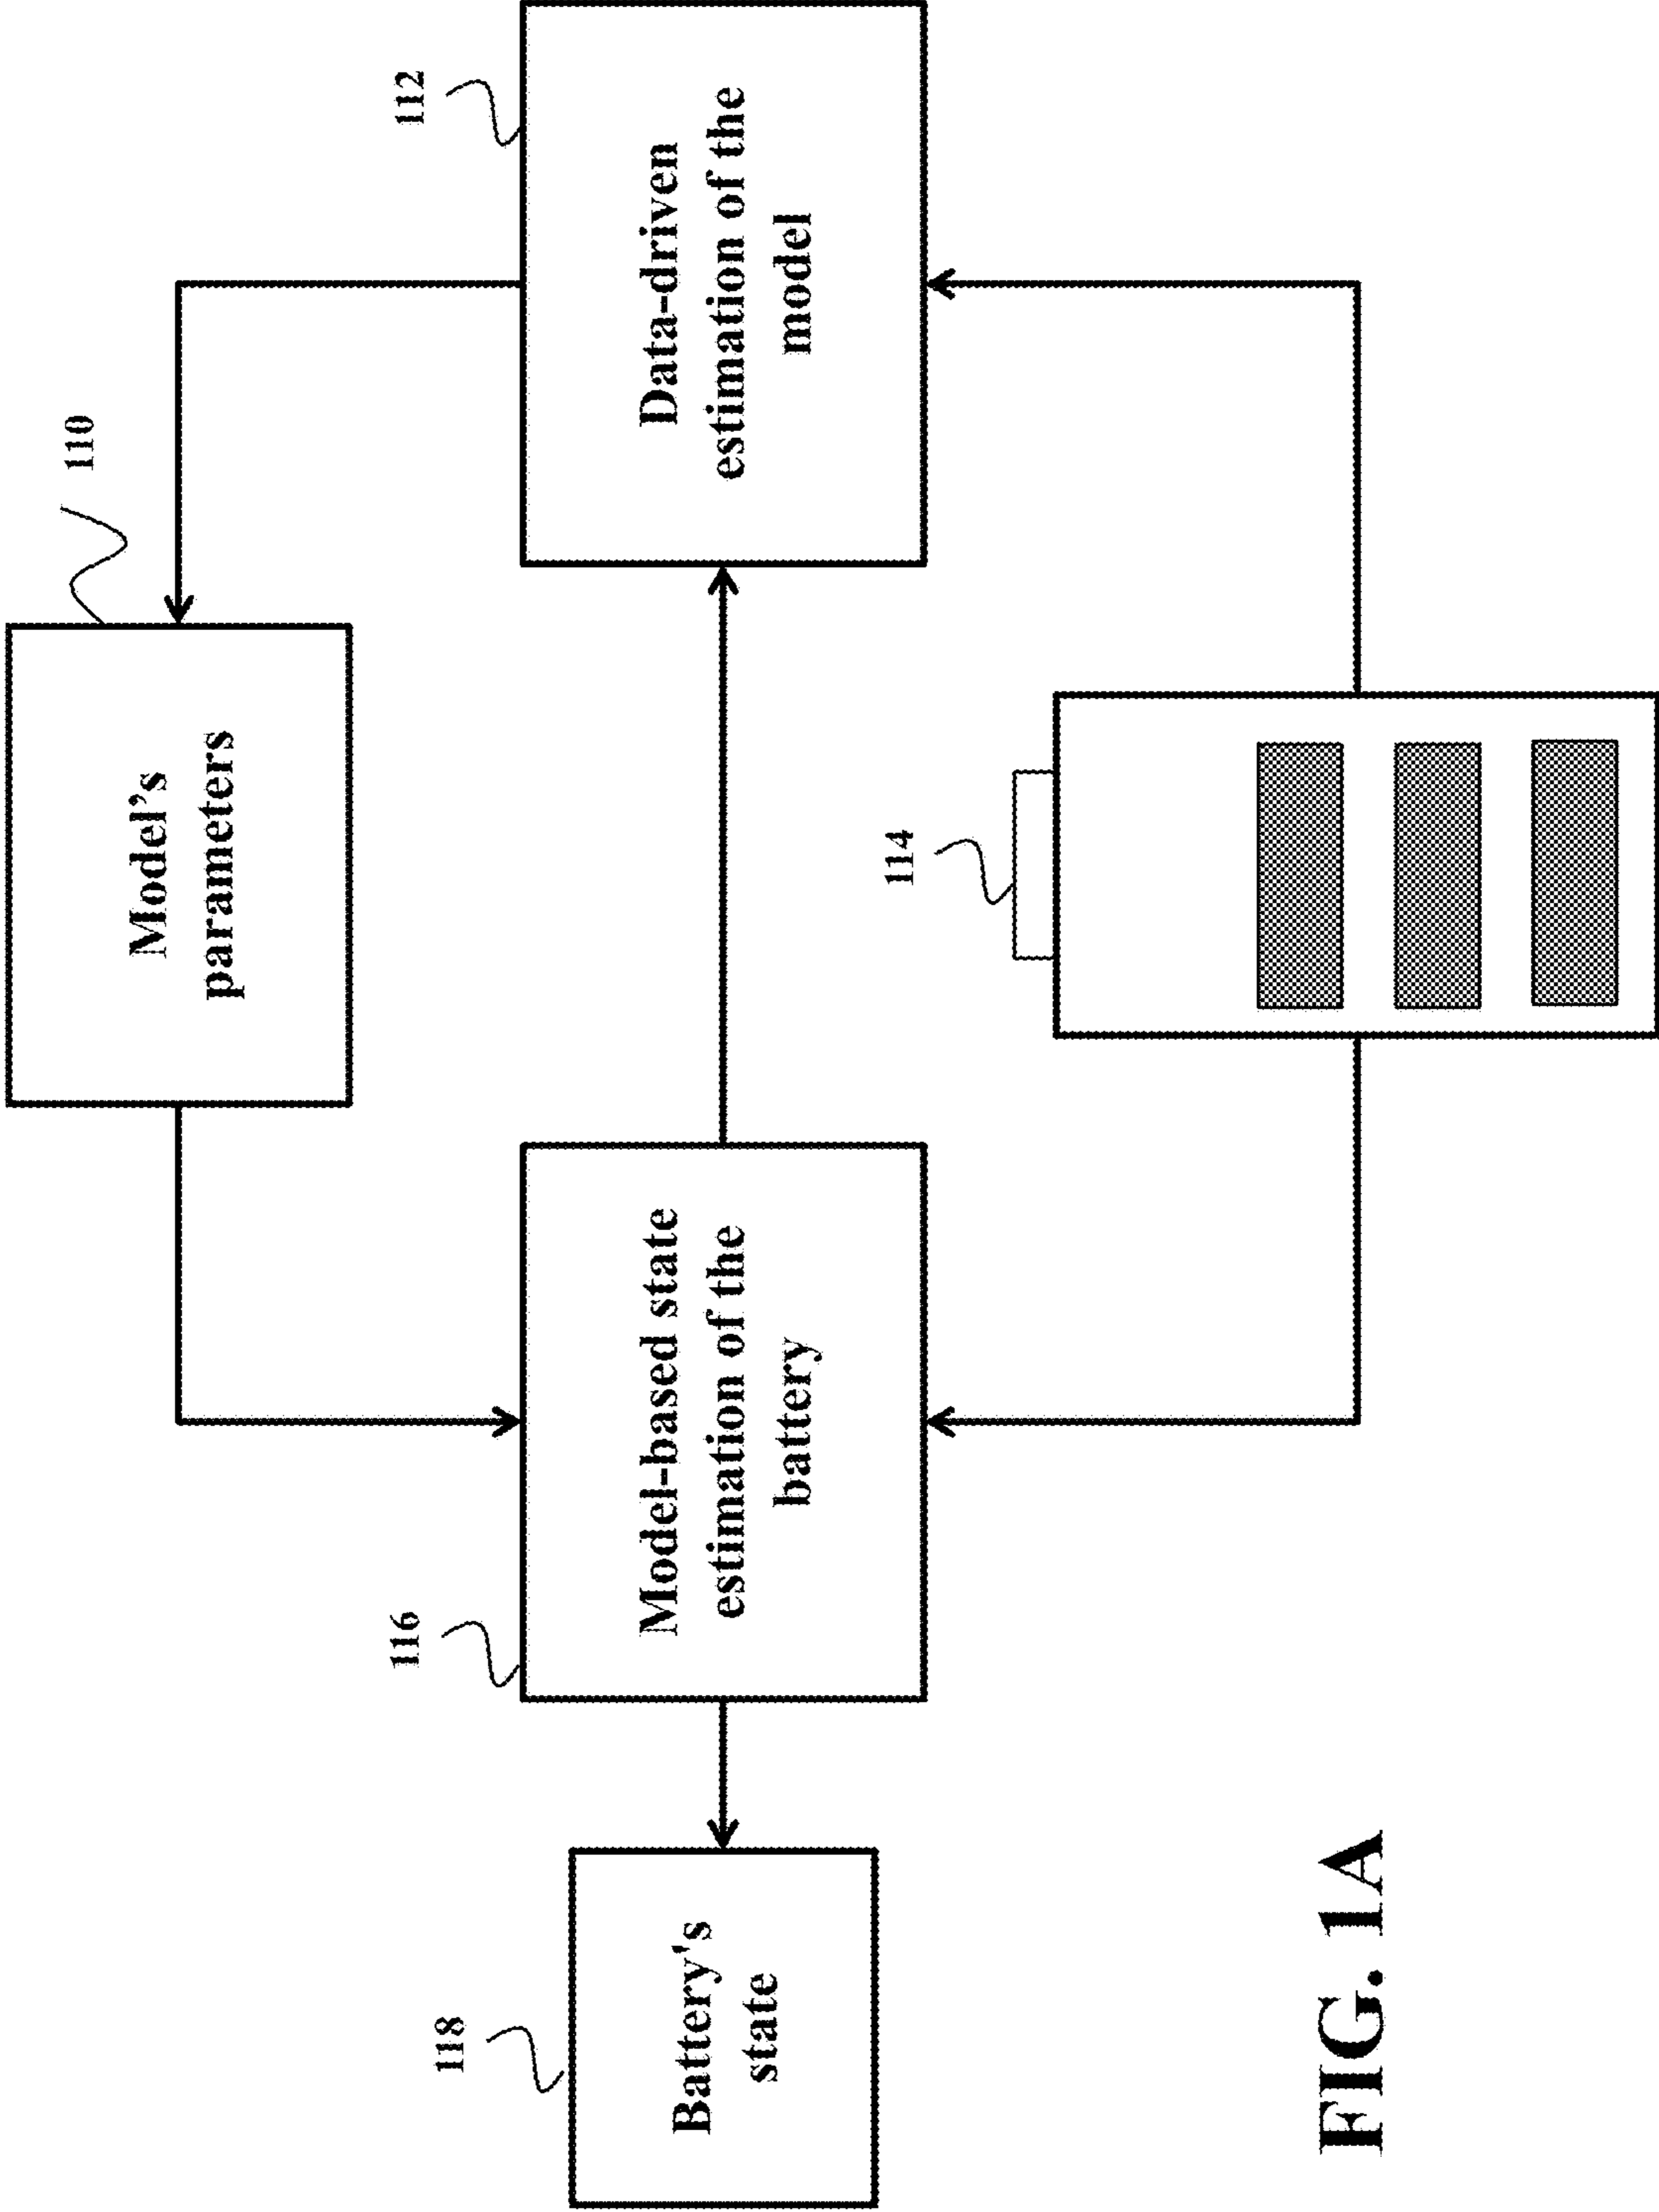 110
Model's
parameters
112
Data-driven
estimation of the
model
116
Model-based state
estimation of the
battery
118
Battery's
state
114
FIG. 1A